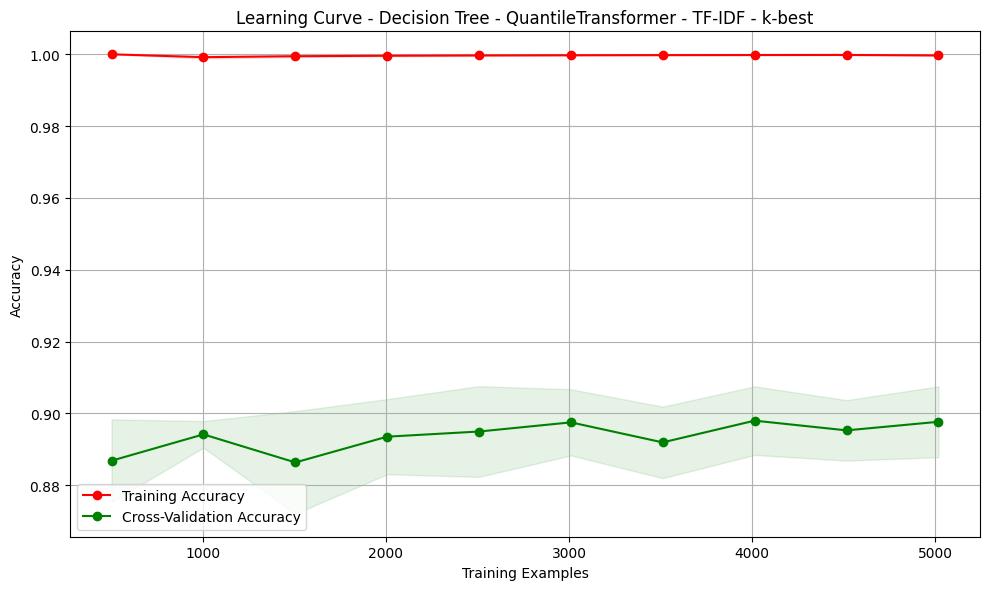 Learning Curve - Decision Tree - QuantileTransformer - TF-IDF - k-best
1.00
0.98
0.96
0.94
0.92
0.90
0.88
Accuracy
Training Accuracy
Cross-Validation Accuracy
1000 2000 3000 4000 5000
Training Examples